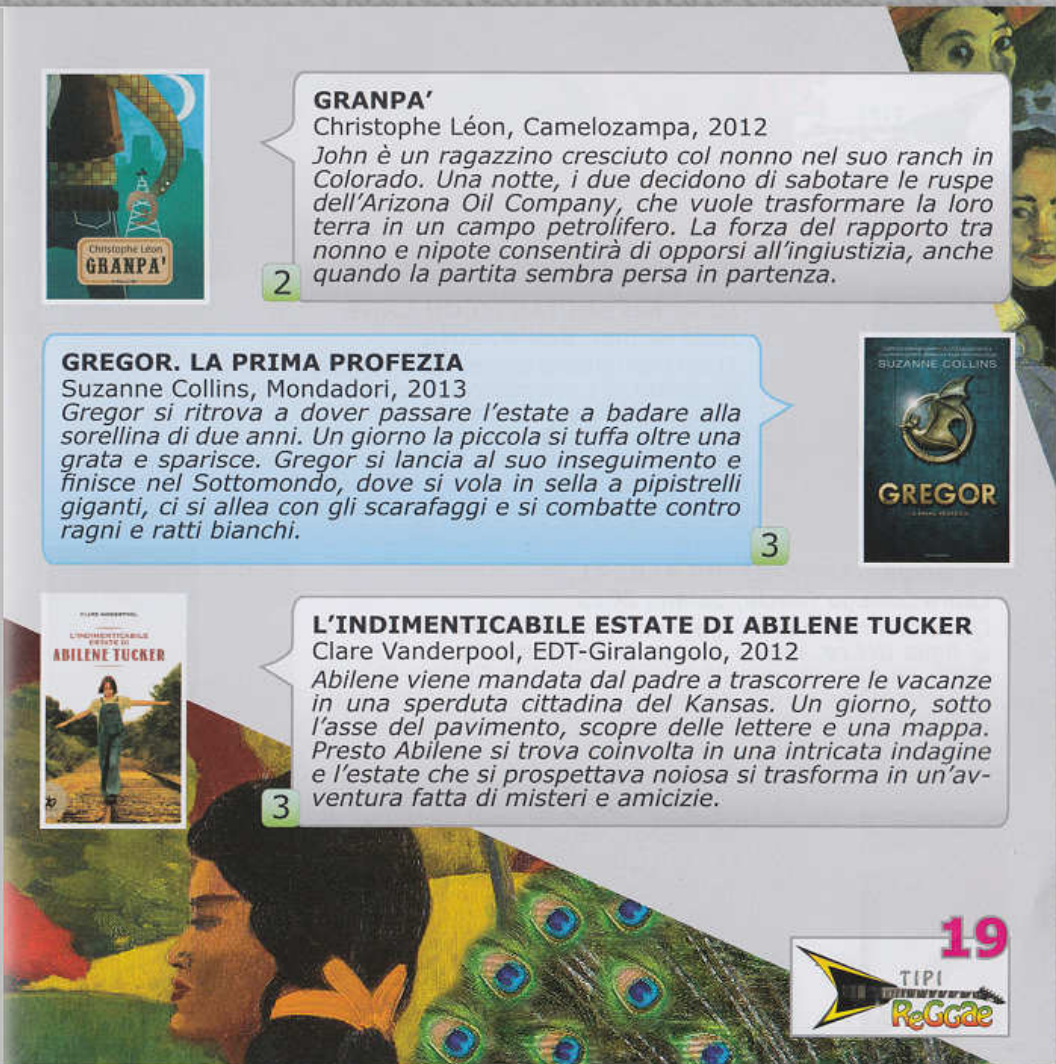 Christophe Léon
GRANPA'
GRANPA'
Christophe Léon, Camelozampa, 2012
John è un ragazzino cresciuto col nonno nel suo ranch in
Colorado. Una notte, i due decidono di sabotare le ruspe
dell'Arizona Oil Company, che vuole trasformare la loro
terra in un campo petrolifero. La forza del rapporto tra
nonno e nipote consentirà di opporsi all'ingiustizia, anche
quando la partita sembra persa in partenza.
2
GREGOR. LA PRIMA PROFEZIA
Suzanne Collins, Mondadori, 2013
Gregor si ritrova a dover passare l'estate a badare alla
sorellina di due anni. Un giorno la piccola si tuffa oltre una
grata e sparisce. Gregor si lancia al suo inseguimento e
finisce nel Sottomondo, dove si vola in sella a pipistrelli
giganti, ci si allea con gli scarafaggi e si combatte contro
ragni e ratti bianchi.
3
SUZANNE COLLINS
GREGOR
LA PRIMA PROFEZIA
CLARE VANDERPOOL
L'INDIMENTICABILE
ESTATE DI
ABILENE TUCKER
L'INDIMENTICABILE ESTATE DI ABILENE TUCKER
Clare Vanderpool, EDT-Giralangolo, 2012
Abilene viene mandata dal padre a trascorrere le vacanze
in una sperduta cittadina del Kansas. Un giorno, sotto
l'asse del pavimento, scopre delle lettere e una mappa.
Presto Abilene si trova coinvolta in una intricata indagine
e l'estate che si prospettava noiosa si trasforma in un'av-
ventura fatta di misteri e amicizie.
3
19
TIPI
ReGGae